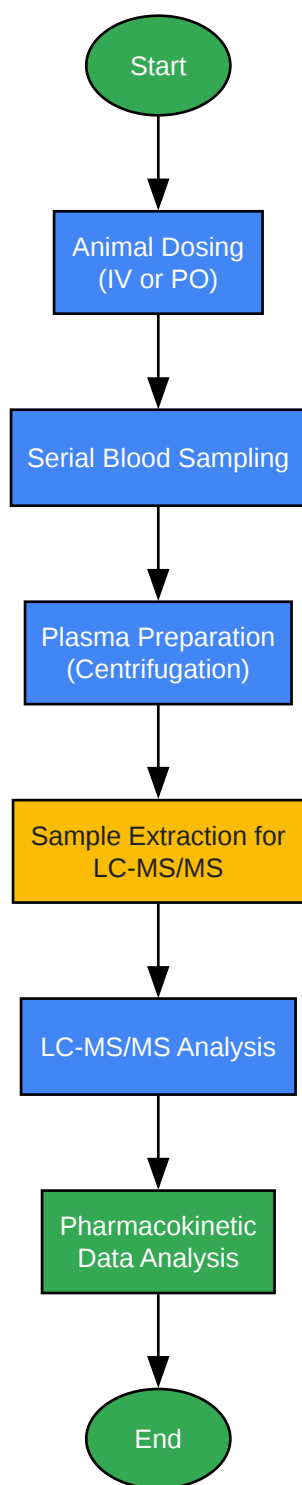 Start
Animal Dosing
(IV or PO)
Serial Blood Sampling
Plasma Preparation
(Centrifugation)
Sample Extraction for
LC-MS/MS
LC-MS/MS Analysis
Pharmacokinetic
Data Analysis
End